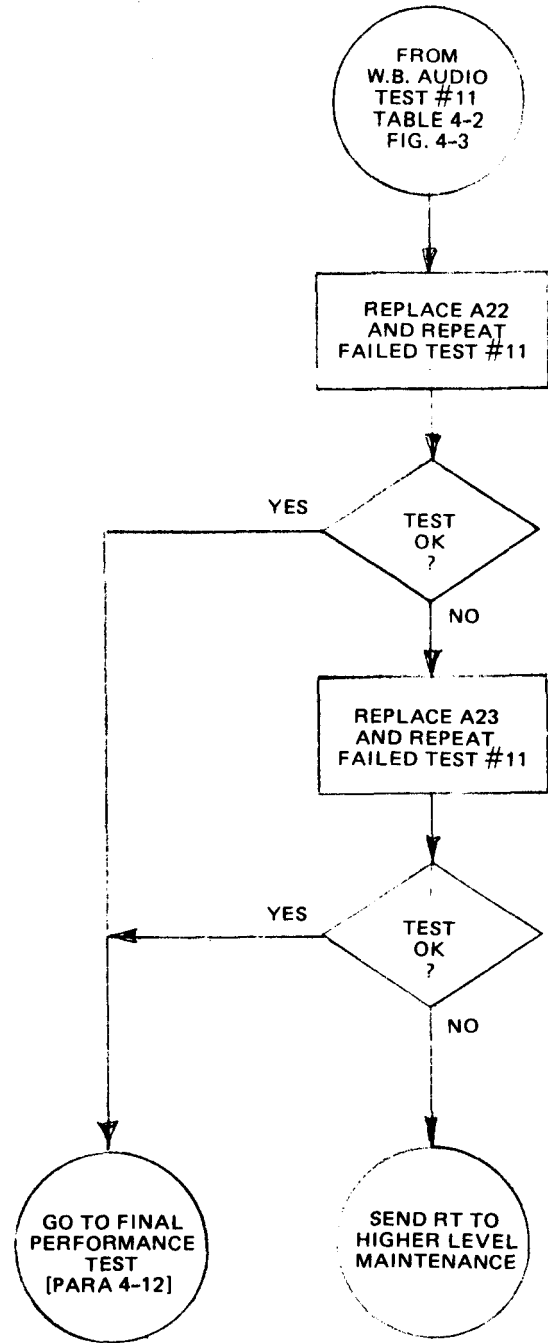 FROM
W.B. AUDIO
TEST #11
TABLE 4-2
FIG. 4-3
REPLACE A22
AND REPEAT
FAILED TEST #11
YES
TEST
OK
?
NO
REPLACE A23
AND REPEAT
FAILED TEST #11
YES
TEST
OK
?
NO
GO TO FINAL
PERFORMANCE
TEST
[PARA 4-12]
SEND RT TO
HIGHER LEVEL
MAINTENANCE